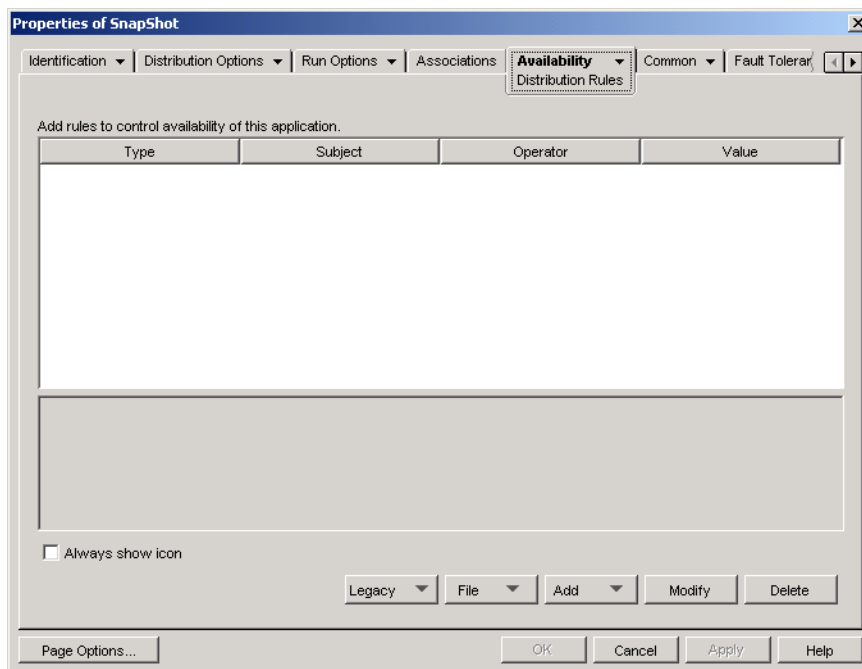 Properties of SnapShot
Identification Distribution Options Run Options Associations Availability Common Fault
Distribution Rules
Add rules to control availability of this application.
Type Subject Operator Value
Always show icon
Legacy File Add Modify Delete
Page Options... OK Cancel Apply Help